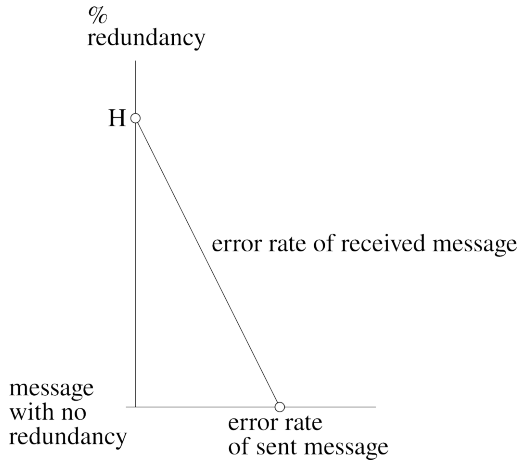 %
redundancy
H
error rate of received message
message
with no
redundancy
error rate
of sent message